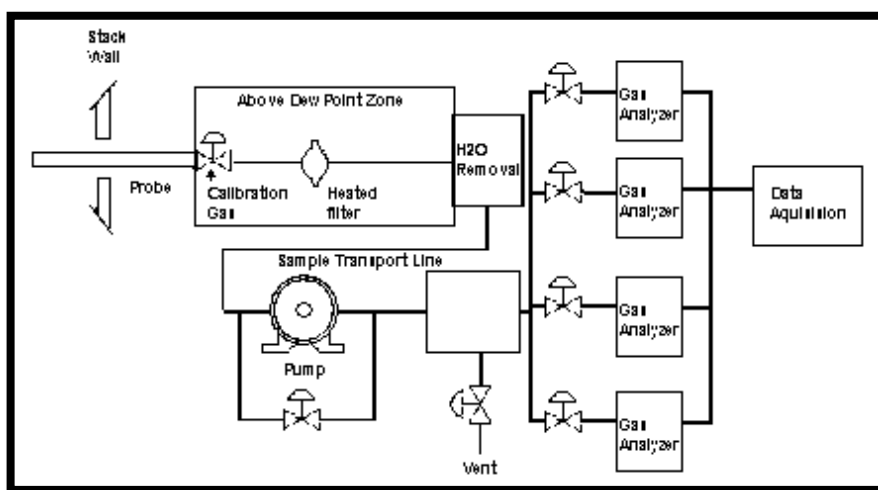 Stack
Wall
Above Dew Point Zone
Probe
Calibration
Gas
Heated
filter
H2O
Removal
Sample Transport Line
Pump
Vent
Gas
Analyzer
Gas
Analyzer
Gas
Analyzer
Gas
Analyzer
Data
Aquisition